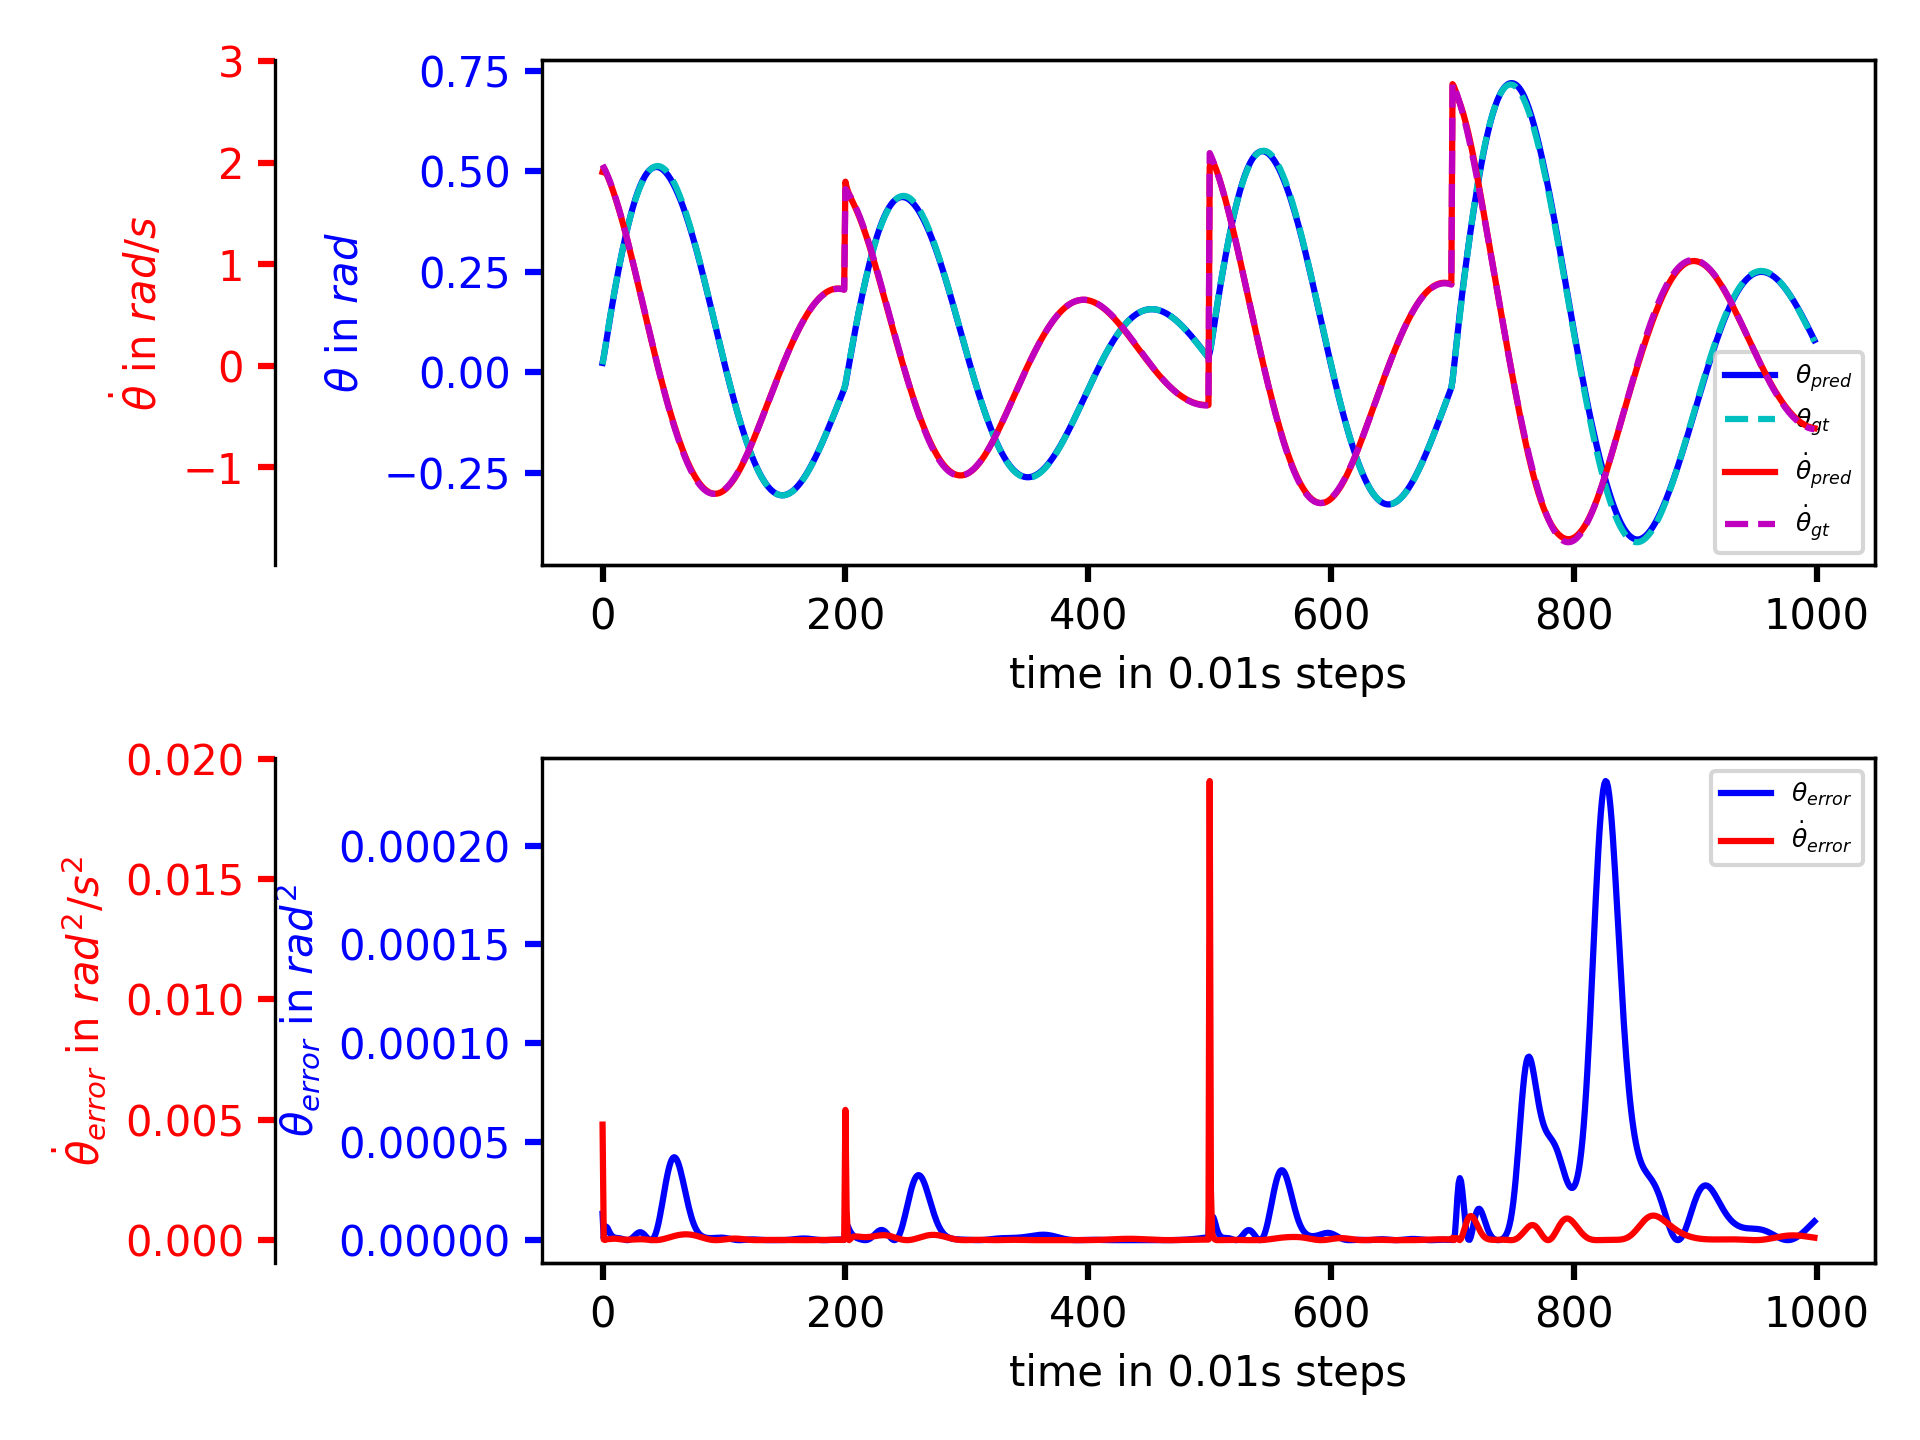 3
2
1
0
−1
θ̇ in rad/s
0.75
0.50
0.25
0.00
−0.25
θ in rad
θ_pred
θ_gt
θ̇_pred
θ̇_gt
0 200 400 600 800 1000
time in 0.01s steps
0.020
0.015
0.010
0.005
0.000
θ̇_error in rad²/s²
0.00020
0.00015
0.00010
0.00005
0.00000
θ_error in rad²
θ_error
θ̇_error
0 200 400 600 800 1000
time in 0.01s steps